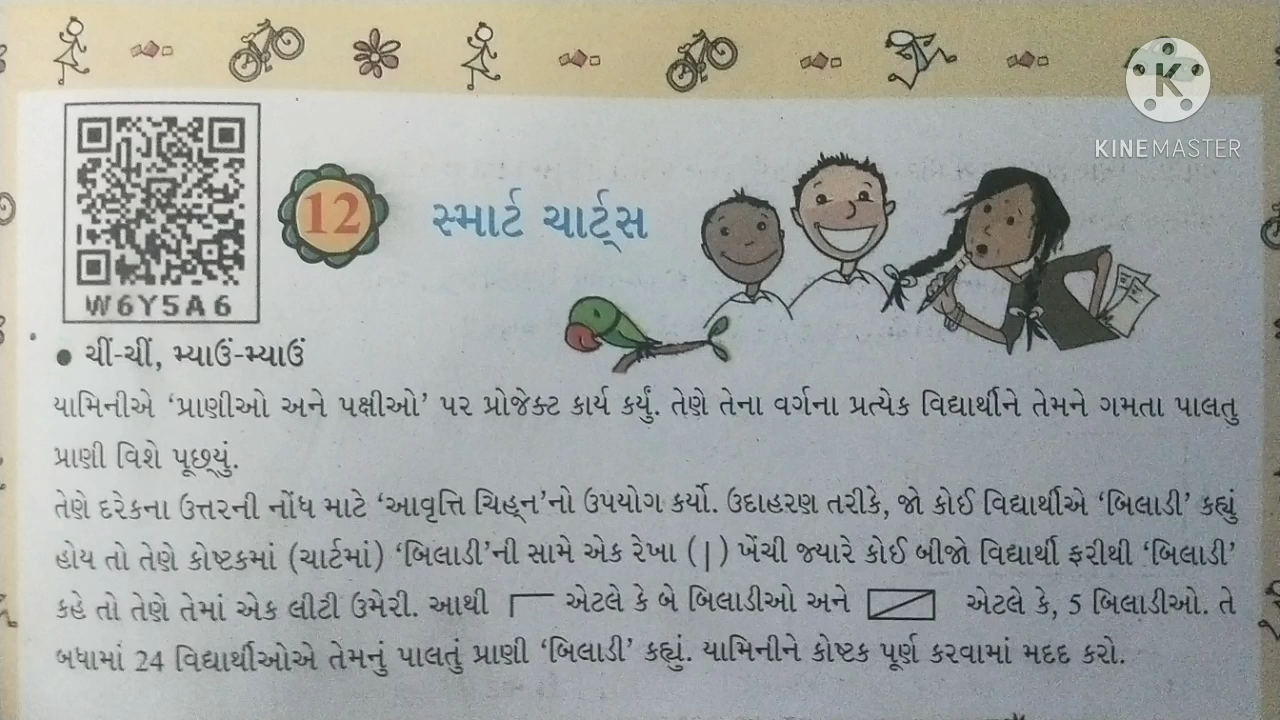 K
KINEMASTER
W6Y5A6
12
સ્માર્ટ ચાર્ટ્સ
● ચીં-ચીં, મ્યાઉં-મ્યાઉં
યામિનીએ ‘પ્રાણીઓ અને પક્ષીઓ’ પર પ્રોજેક્ટ કાર્ય કર્યું. તેણે તેના વર્ગના પ્રત્યેક વિદ્યાર્થીને તેમને ગમતા પાલતુ
પ્રાણી વિશે પૂછ્યું.
તેણે દરેકના ઉત્તરની નોંધ માટે ‘આવૃત્તિ ચિહ્ન’નો ઉપયોગ કર્યો. ઉદાહરણ તરીકે, જો કોઈ વિદ્યાર્થીએ ‘બિલાડી’ કહ્યું
હોય તો તેણે કોષ્ટકમાં (ચાર્ટમાં) ‘બિલાડી’ની સામે એક રેખા (|) ખેંચી જ્યારે કોઈ બીજો વિદ્યાર્થી ફરીથી ‘બિલાડી’
કહે તો તેણે તેમાં એક લીટી ઉમેરી. આથી એટલે કે બે બિલાડીઓ અને એટલે કે, 5 બિલાડીઓ. તે
બધામાં 24 વિદ્યાર્થીઓએ તેમનું પાલતું પ્રાણી ‘બિલાડી’ કહ્યું. યામિનીને કોષ્ટક પૂર્ણ કરવામાં મદદ કરો.